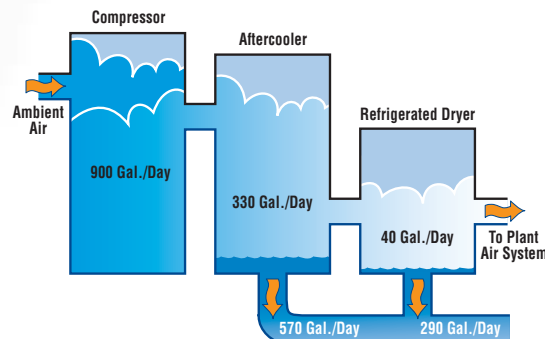 Compressor
Aftercooler
Refrigerated Dryer
Ambient
Air
900 Gal./Day
330 Gal./Day
40 Gal./Day
To Plant
Air System
570 Gal./Day
290 Gal./Day